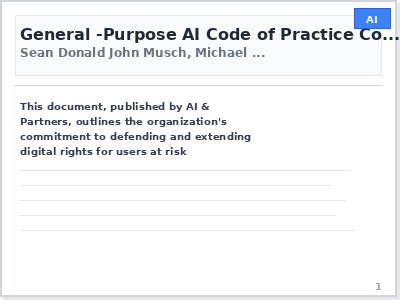 AI
General -Purpose AI Code of Practice Co...
Sean Donald John Musch, Michael ...
This document, published by AI &
Partners, outlines the organization's
commitment to defending and extending
digital rights for users at risk
1